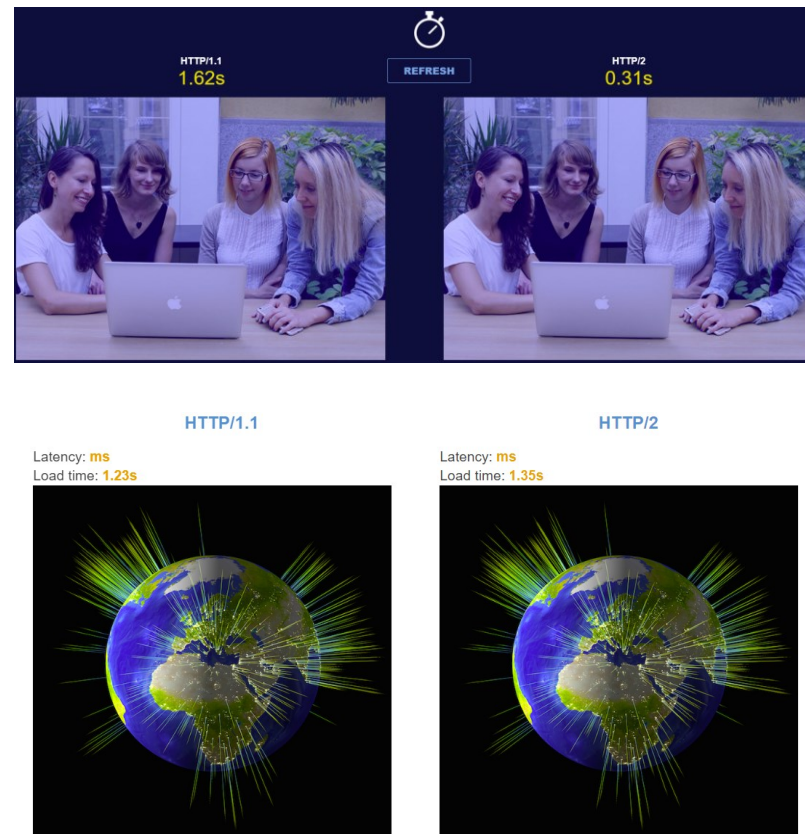 HTTP/1.1
1.62s
REFRESH
HTTP/2
0.31s
HTTP/1.1
Latency: ms
Load time: 1.23s
HTTP/2
Latency: ms
Load time: 1.35s